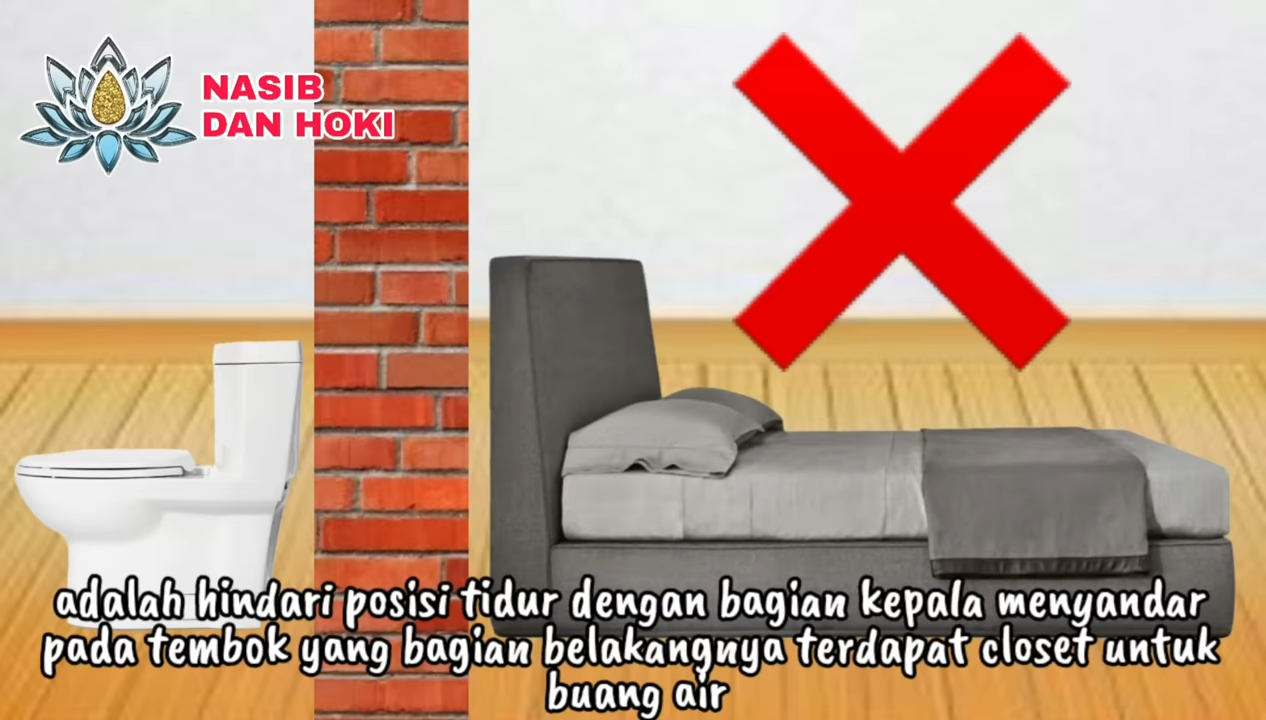 NASIB
DAN HOKI
adalah hindari posisi tidur dengan bagian kepala menyandar
pada tembok yang bagian belakangnya terdapat closet untuk
buang air